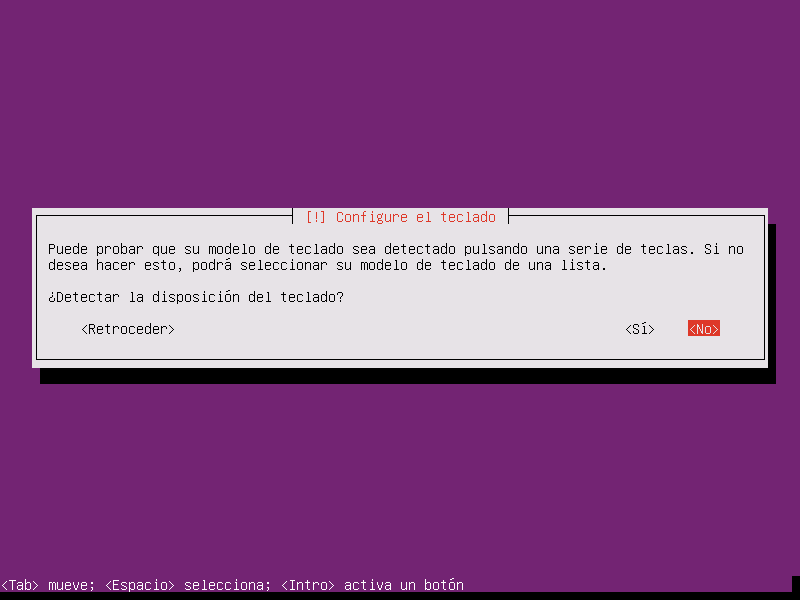 [!] Configure el teclado
Puede probar que su modelo de teclado sea detectado pulsando una serie de teclas. Si no
desea hacer esto, podrá seleccionar su modelo de teclado de una lista.
¿Detectar la disposición del teclado?
<Retroceder> <Sí> <No>
<Tab> mueve; <Espacio> selecciona; <Intro> activa un botón